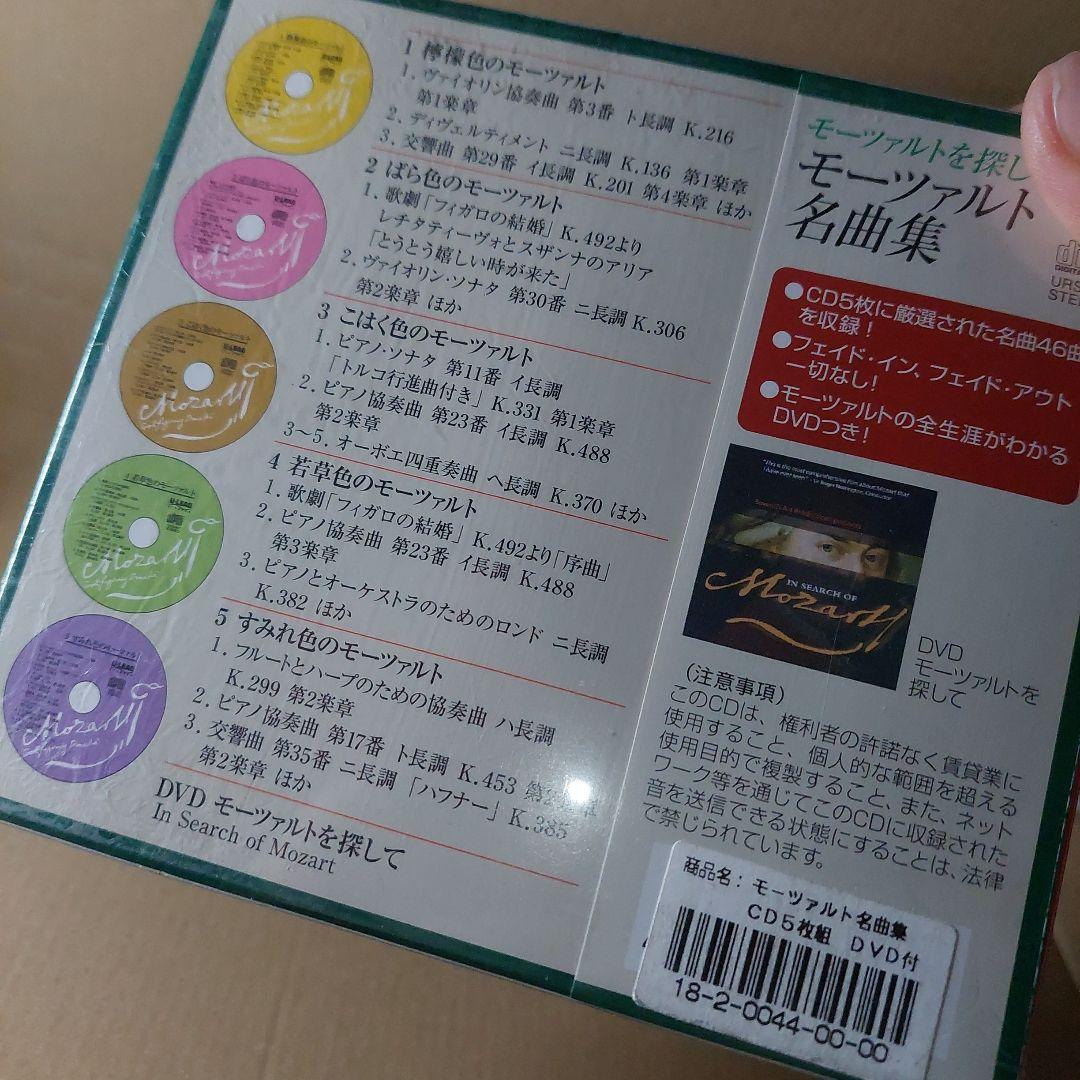 1 檸檬色のモーツァルト
1. ヴァイオリン協奏曲 第3番 ト長調 K.216
第1楽章
2. ディヴェルティメント ニ長調 K.136 第1楽章
3. 交響曲 第29番 イ長調 K.201 第4楽章 ほか
2 ばら色のモーツァルト
1. 歌劇「フィガロの結婚」K.492より
レチタティーヴォとスザンナのアリア
「とうとう嬉しい時が来た」
2. ヴァイオリン・ソナタ 第30番 ニ長調 K.306
第2楽章 ほか
3 こはく色のモーツァルト
1. ピアノ・ソナタ 第11番 イ長調
「トルコ行進曲付き」K.331 第1楽章
2. ピアノ協奏曲 第23番 イ長調 K.488
第2楽章
3~5. オーボエ四重奏曲 ヘ長調 K.370 ほか
4 若草色のモーツァルト
1. 歌劇「フィガロの結婚」K.492より「序曲」
2. ピアノ協奏曲 第23番 イ長調 K.488
第3楽章
3. ピアノとオーケストラのためのロンド ニ長調
K.382 ほか
5 すみれ色のモーツァルト
1. フルートとハープのための協奏曲 ハ長調
K.299 第2楽章
2. ピアノ協奏曲 第17番 ト長調 K.453 第
3. 交響曲 第35番 ニ長調「ハフナー」K.385
第2楽章 ほか
DVD モーツァルトを探して
In Search of Mozart
モーツァルトを探し
モーツァルト
名曲集
●CD5枚に厳選された名曲46曲
を収録!
●フェイド・イン、フェイド・アウト
一切なし!
●モーツァルトの全生涯がわかる
DVDつき!
"This is the most comprehensive film about Mozart that
I have ever seen." - Sir Roger Norrington, Conductor
IN SEARCH OF
Mozart
DVD
モーツァルトを
探して
(注意事項)
このCDは、権利者の許諾なく賃貸業に
使用すること、個人的な範囲を超える
使用目的で複製すること、また、ネット
ワーク等を通じてこのCDに収録された
音を送信できる状態にすることは、法律
で禁じられています。
商品名: モーツァルト名曲集
CD5枚組 DVD付
18-2-0044-00-00